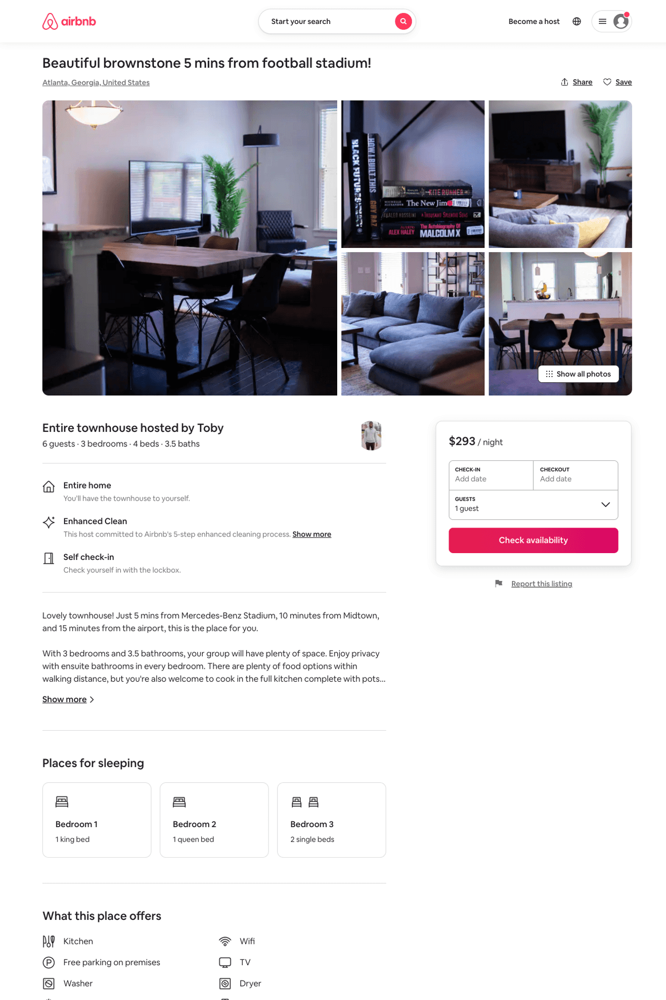 airbnb
Start your search
Become a host
Beautiful brownstone 5 mins from football stadium!
Atlanta, Georgia, United States
Share
Save
BLACK FUTURES
HOW I BUILT THIS
GUY RAZ
KHALED HOSSEINI THE KITE RUNNER
MICHELLE ALEXANDER The New Jim
KHALED HOSSEINI A THOUSAND SPLENDID SUNS
ALEX HALEY The Autobiography Of MALCOLM X
Show all photos
Entire townhouse hosted by Toby
6 guests · 3 bedrooms · 4 beds · 3.5 baths
Entire home
You'll have the townhouse to yourself.
Enhanced Clean
This host committed to Airbnb's 5-step enhanced cleaning process. Show more
Self check-in
Check yourself in with the lockbox.
$293 / night
CHECK-IN
Add date
CHECKOUT
Add date
GUESTS
1 guest
Check availability
Report this listing
Lovely townhouse! Just 5 mins from Mercedes-Benz Stadium, 10 minutes from Midtown,
and 15 minutes from the airport, this is the place for you.
With 3 bedrooms and 3.5 bathrooms, your group will have plenty of space. Enjoy privacy
with ensuite bathrooms in every bedroom. There are plenty of food options within
walking distance, but you're also welcome to cook in the full kitchen complete with pots...
Show more
Places for sleeping
Bedroom 1
1 king bed
Bedroom 2
1 queen bed
Bedroom 3
2 single beds
What this place offers
Kitchen
Wifi
Free parking on premises
TV
Washer
Dryer